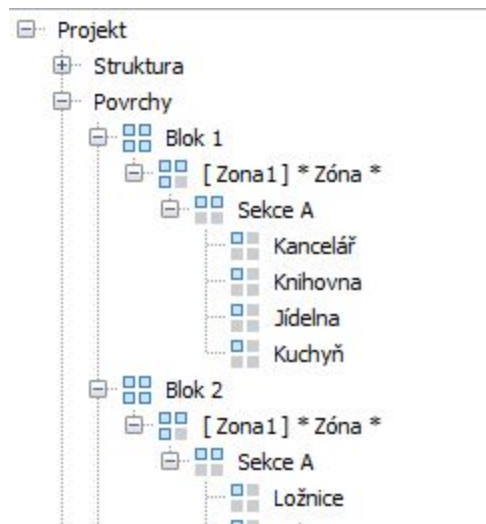 Projekt
Struktura
Povrchy
Blok 1
[ Zona1 ] * Zóna *
Sekce A
Kancelář
Knihovna
Jídelna
Kuchyň
Blok 2
[ Zona1 ] * Zóna *
Sekce A
Ložnice